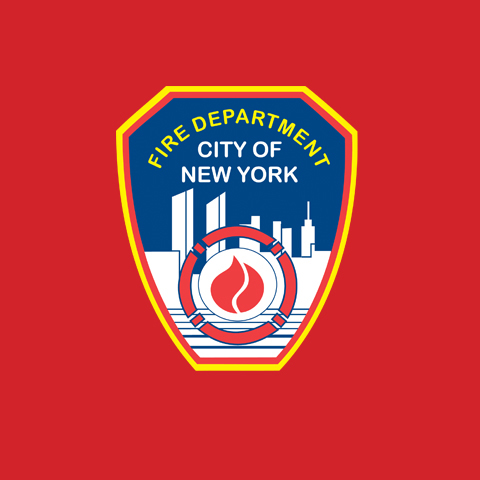 FIRE DEPARTMENT
CITY OF
NEW YORK